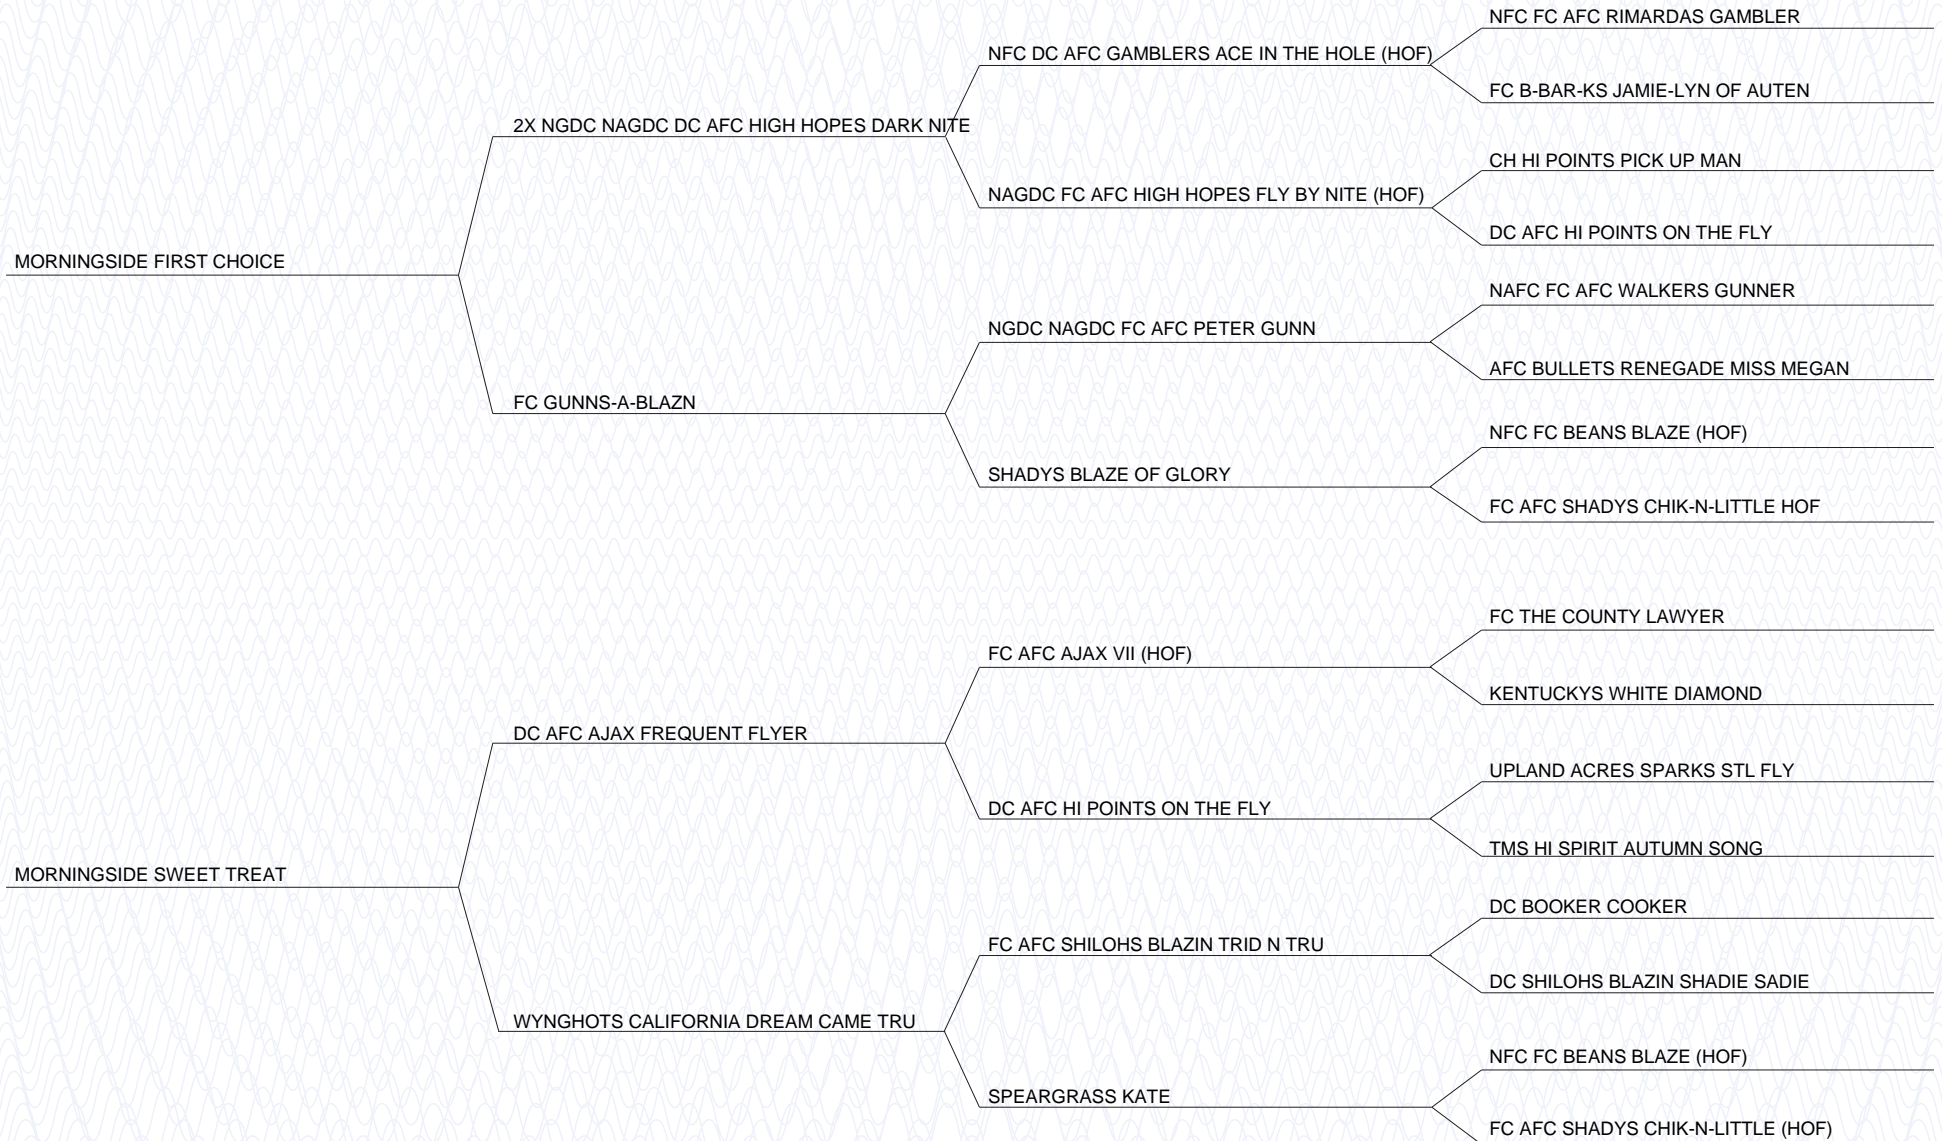 NFC FC AFC RIMARDAS GAMBLER
NFC DC AFC GAMBLERS ACE IN THE HOLE (HOF)
FC B-BAR-KS JAMIE-LYN OF AUTEN
2X NGDC NAGDC DC AFC HIGH HOPES DARK NITE
CH HI POINTS PICK UP MAN
NAGDC FC AFC HIGH HOPES FLY BY NITE (HOF)
DC AFC HI POINTS ON THE FLY
MORNINGSIDE FIRST CHOICE
NAFC FC AFC WALKERS GUNNER
NGDC NAGDC FC AFC PETER GUNN
AFC BULLETS RENEGADE MISS MEGAN
FC GUNNS-A-BLAZN
NFC FC BEANS BLAZE (HOF)
SHADYS BLAZE OF GLORY
FC AFC SHADYS CHIK-N-LITTLE HOF
FC THE COUNTY LAWYER
FC AFC AJAX VII (HOF)
KENTUCKYS WHITE DIAMOND
DC AFC AJAX FREQUENT FLYER
UPLAND ACRES SPARKS STL FLY
DC AFC HI POINTS ON THE FLY
TMS HI SPIRIT AUTUMN SONG
MORNINGSIDE SWEET TREAT
DC BOOKER COOKER
FC AFC SHILOHS BLAZIN TRID N TRU
DC SHILOHS BLAZIN SHADIE SADIE
WYNGHOTS CALIFORNIA DREAM CAME TRU
NFC FC BEANS BLAZE (HOF)
SPEARGRASS KATE
FC AFC SHADYS CHIK-N-LITTLE (HOF)